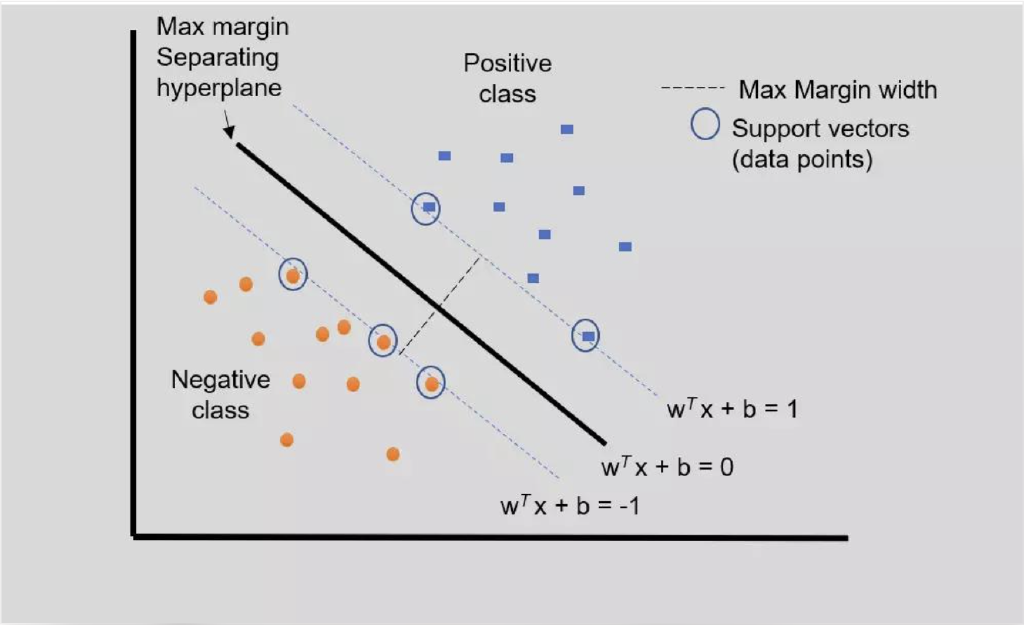 Max margin
Separating
hyperplane
Positive
class
Max Margin width
Support vectors
(data points)
Negative
class
wᵀx + b = 1
wᵀx + b = 0
wᵀx + b = -1